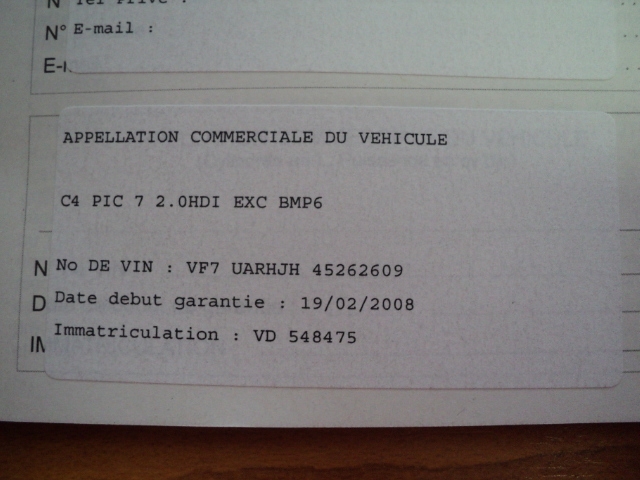 N° E-mail :
E-
APPELLATION COMMERCIALE DU VEHICULE
C4 PIC 7 2.0HDI EXC BMP6
N No DE VIN : VF7 UARHJH 45262609
D Date debut garantie : 19/02/2008
IM Immatriculation : VD 548475